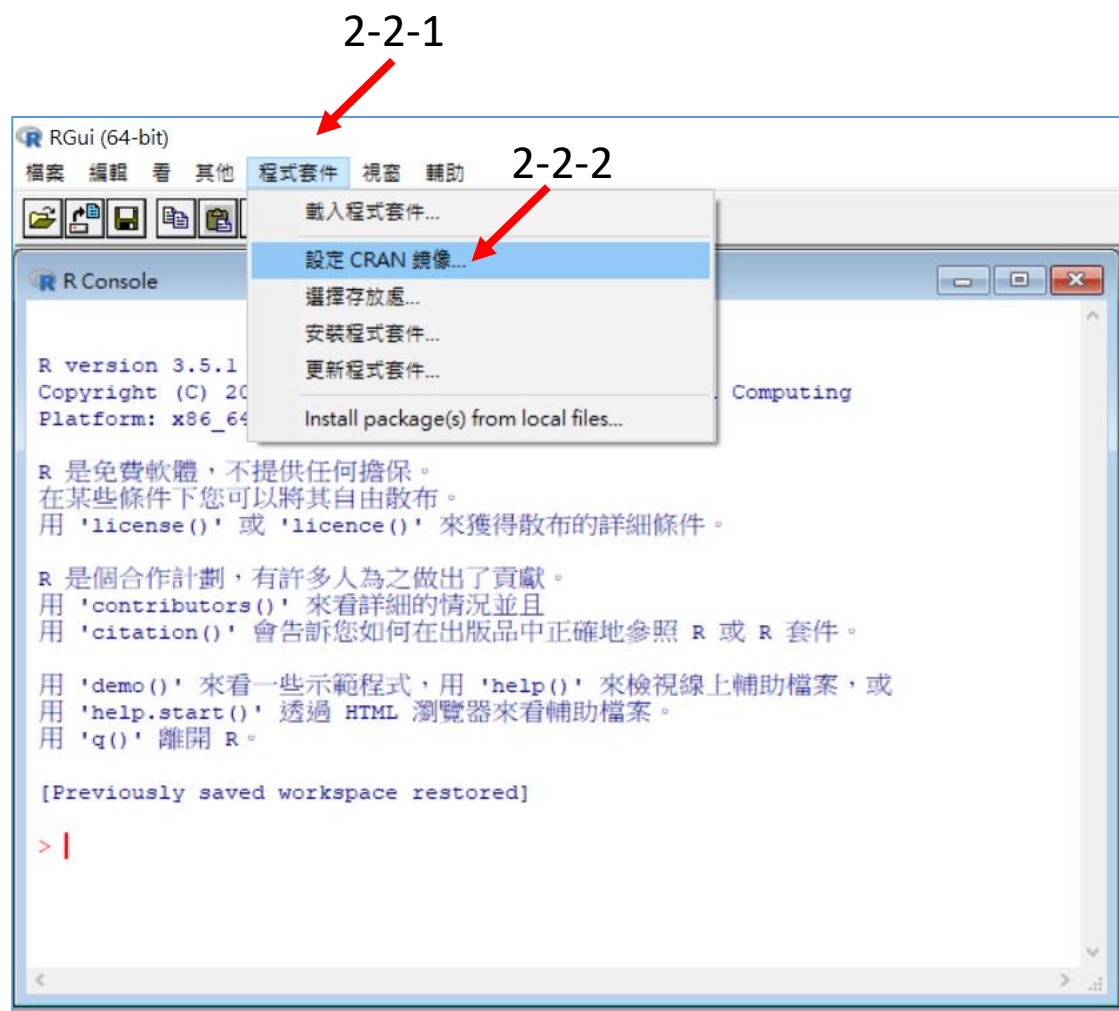 2-2-1
RGui (64-bit)
檔案 編輯 看 其他 程式套件 視窗 輔助
2-2-2
載入程式套件...
設定 CRAN 鏡像...
選擇存放處...
安裝程式套件...
更新程式套件...
Install package(s) from local files...
R Console
R version 3.5.1
Copyright (C) 20 Computing
Platform: x86_64
R 是免費軟體，不提供任何擔保。
在某些條件下您可以將其自由散布。
用 'license()' 或 'licence()' 來獲得散布的詳細條件。
R 是個合作計劃，有許多人為之做出了貢獻。
用 'contributors()' 來看詳細的情況並且
用 'citation()' 會告訴您如何在出版品中正確地參照 R 或 R 套件。
用 'demo()' 來看一些示範程式，用 'help()' 來檢視線上輔助檔案，或
用 'help.start()' 透過 HTML 瀏覽器來看輔助檔案。
用 'q()' 離開 R。
[Previously saved workspace restored]
>